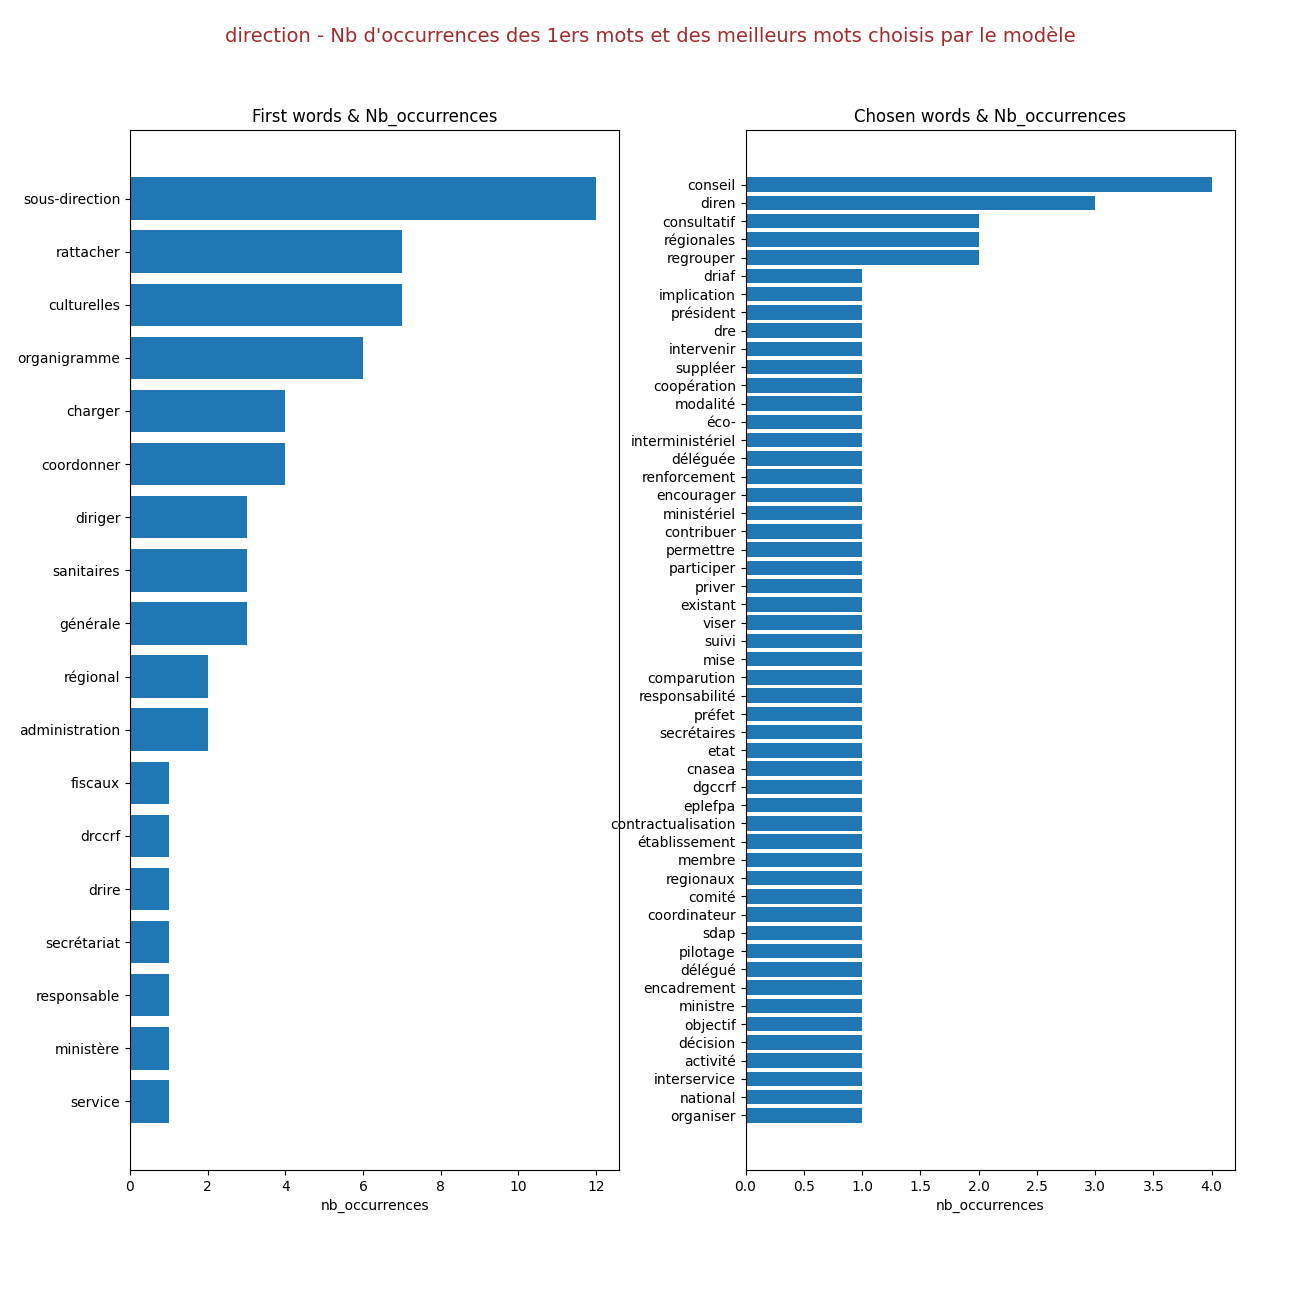 direction - Nb d'occurrences des 1ers mots et des meilleurs mots choisis par le modèle
First words & Nb_occurrences
sous-direction
rattacher
culturelles
organigramme
charger
coordonner
diriger
sanitaires
générale
régional
administration
fiscaux
drccrf
drire
secrétariat
responsable
ministère
service
0 2 4 6 8 10 12
nb_occurrences
Chosen words & Nb_occurrences
conseil
diren
consultatif
régionales
regrouper
driaf
implication
président
dre
intervenir
suppléer
coopération
modalité
éco-
interministériel
déléguée
renforcement
encourager
ministériel
contribuer
permettre
participer
priver
existant
viser
suivi
mise
comparution
responsabilité
préfet
secrétaires
etat
cnasea
dgccrf
eplefpa
contractualisation
établissement
membre
regionaux
comité
coordinateur
sdap
pilotage
délégué
encadrement
ministre
objectif
décision
activité
interservice
national
organiser
0.0 0.5 1.0 1.5 2.0 2.5 3.0 3.5 4.0
nb_occurrences